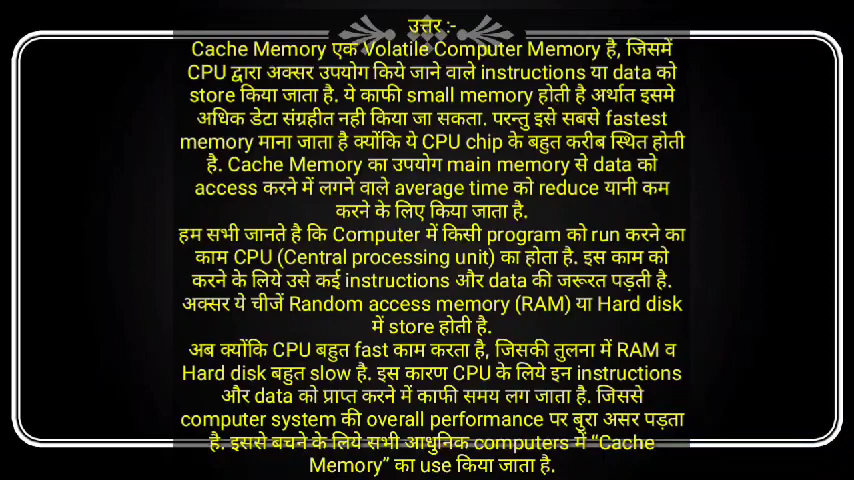 उत्तर :-
Cache Memory एक Volatile Computer Memory है, जिसमें
CPU द्वारा अक्सर उपयोग किये जाने वाले instructions या data को
store किया जाता है. ये काफी small memory होती है अर्थात इसमे
अधिक डेटा संग्रहीत नही किया जा सकता. परन्तु इसे सबसे fastest
memory माना जाता है क्योंकि ये CPU chip के बहुत करीब स्थित होती
है. Cache Memory का उपयोग main memory से data को
access करने में लगने वाले average time को reduce यानी कम
करने के लिए किया जाता है.
हम सभी जानते है कि Computer में किसी program को run करने का
काम CPU (Central processing unit) का होता है. इस काम को
करने के लिये उसे कई instructions और data की जरूरत पड़ती है.
अक्सर ये चीजें Random access memory (RAM) या Hard disk
में store होती है.
अब क्योंकि CPU बहुत fast काम करता है, जिसकी तुलना में RAM व
Hard disk बहुत slow है. इस कारण CPU के लिये इन instructions
और data को प्राप्त करने में काफी समय लग जाता है. जिससे
computer system की overall performance पर बुरा असर पड़ता
है. इससे बचने के लिये सभी आधुनिक computers में “Cache
Memory” का use किया जाता है.